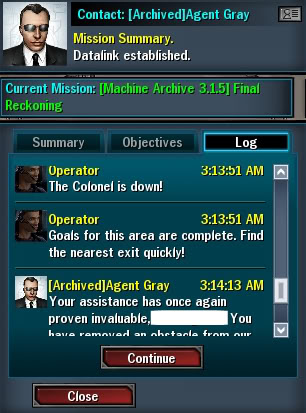 Contact: [Archived]Agent Gray
Mission Summary.
Datalink established.
Current Mission: [Machine Archive 3.1.5] Final
Reckoning
Summary Objectives Log
Operator 3:13:51 AM
The Colonel is down!
Operator 3:13:51 AM
Goals for this area are complete. Find
the nearest exit quickly!
[Archived]Agent Gray 3:14:13 AM
Your assistance has once again
proven invaluable, You
have removed an obstacle from our
Continue
Close